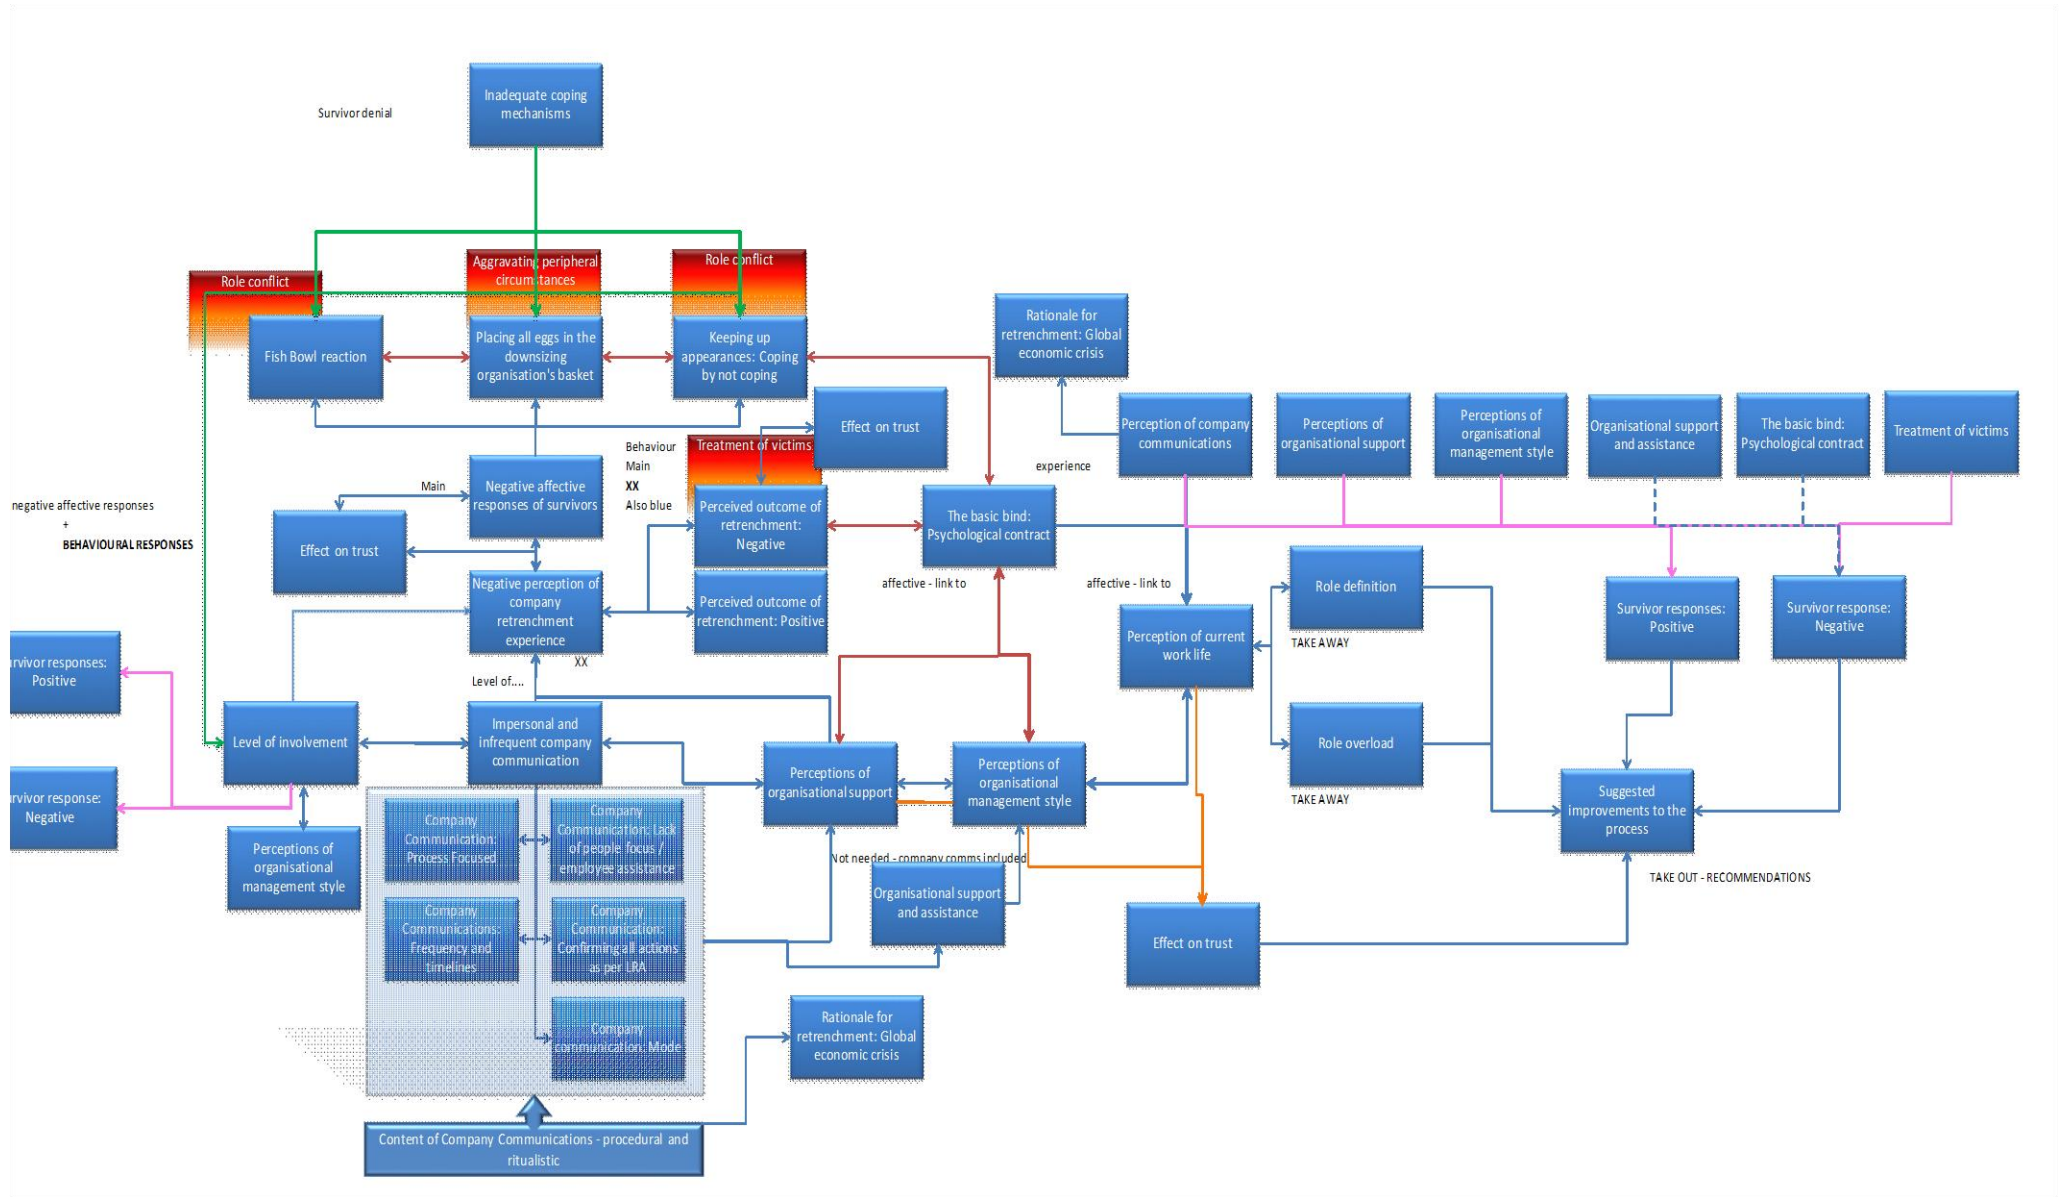 Inadequate coping
mechanisms
Survivor denial
Role conflict
Aggravating peripheral
circumstances
Role conflict
Fish Bowl reaction
Placing all eggs in the
downsizing
organisation's basket
Keeping up
appearances: Coping
by not coping
Rationale for
retrenchment: Global
economic crisis
Effect on trust
Perception of company
communications
Perceptions of
organisational support
Perceptions of
organisational
management style
Organisational support
and assistance
The basic bind:
Psychological contract
Treatment of victims
Behaviour
Main
XX
Also blue
Treatment of victims
experience
Main
Negative affective
responses of survivors
negative affective responses
+
BEHAVIOURAL RESPONSES
Effect on trust
Perceived outcome of
retrenchment:
Negative
The basic bind:
Psychological contract
affective - link to
affective - link to
Negative perception of
company
retrenchment
experience
XX
Perceived outcome of
retrenchment: Positive
Perception of current
work life
Role definition
TAKE AWAY
Survivor responses:
Positive
Survivor response:
Negative
rvivor responses:
Positive
Level of....
Level of involvement
Impersonal and
infrequent company
communication
Perceptions of
organisational support
Perceptions of
organisational
management style
Role overload
TAKE AWAY
Suggested
improvements to the
process
rvivor response:
Negative
Perceptions of
organisational
management style
Company
Communication:
Process Focused
Company
Communication: Lack
of people focus /
employee assistance
Not needed - company comms included
Organisational support
and assistance
TAKE OUT - RECOMMENDATIONS
Company
Communications:
Frequency and
timelines
Company
Communication:
Confirming all actions
as per LRA
Effect on trust
Company
communication: Mode
Rationale for
retrenchment: Global
economic crisis
Content of Company Communications - procedural and
ritualistic